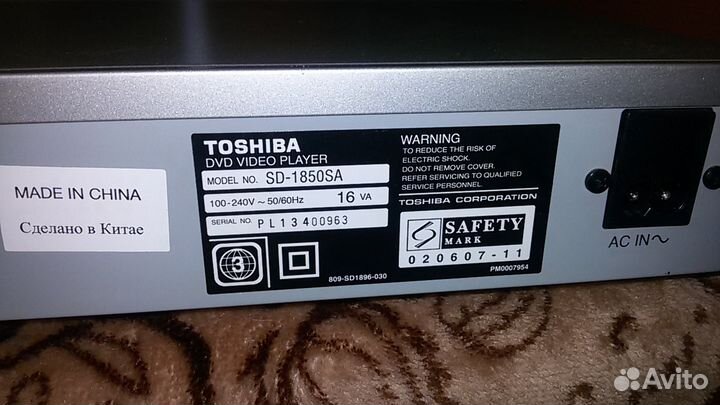 MADE IN CHINA
Сделано в Китае
TOSHIBA
DVD VIDEO PLAYER
MODEL NO. SD-1850SA
100-240V ~ 50/60Hz 16 VA
SERIAL NO. PL13400963
3
809-SD1896-030
WARNING
TO REDUCE THE RISK OF
ELECTRIC SHOCK.
DO NOT REMOVE COVER.
REFER SERVICING TO QUALIFIED
SERVICE PERSONNEL.
TOSHIBA CORPORATION
S SAFETY
MARK
020607-11
PM0007954
AC IN ~
Avito